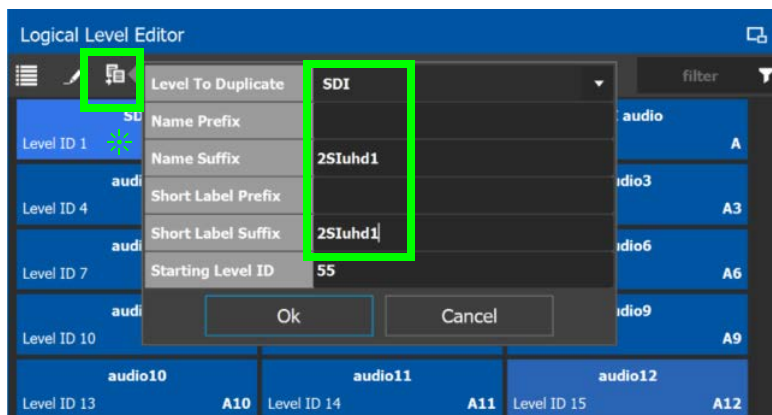 Logical Level Editor
filter
Level To Duplicate SDI
Name Prefix
Name Suffix 2SIuhd1
Short Label Prefix
Short Label Suffix 2SIuhd1
Starting Level ID 55
Ok Cancel
Level ID 1
audio
A
Level ID 4
A3
Level ID 7
A6
Level ID 10
A9
audio10 audio11 audio12
Level ID 13 A10 Level ID 14 A11 Level ID 15 A12